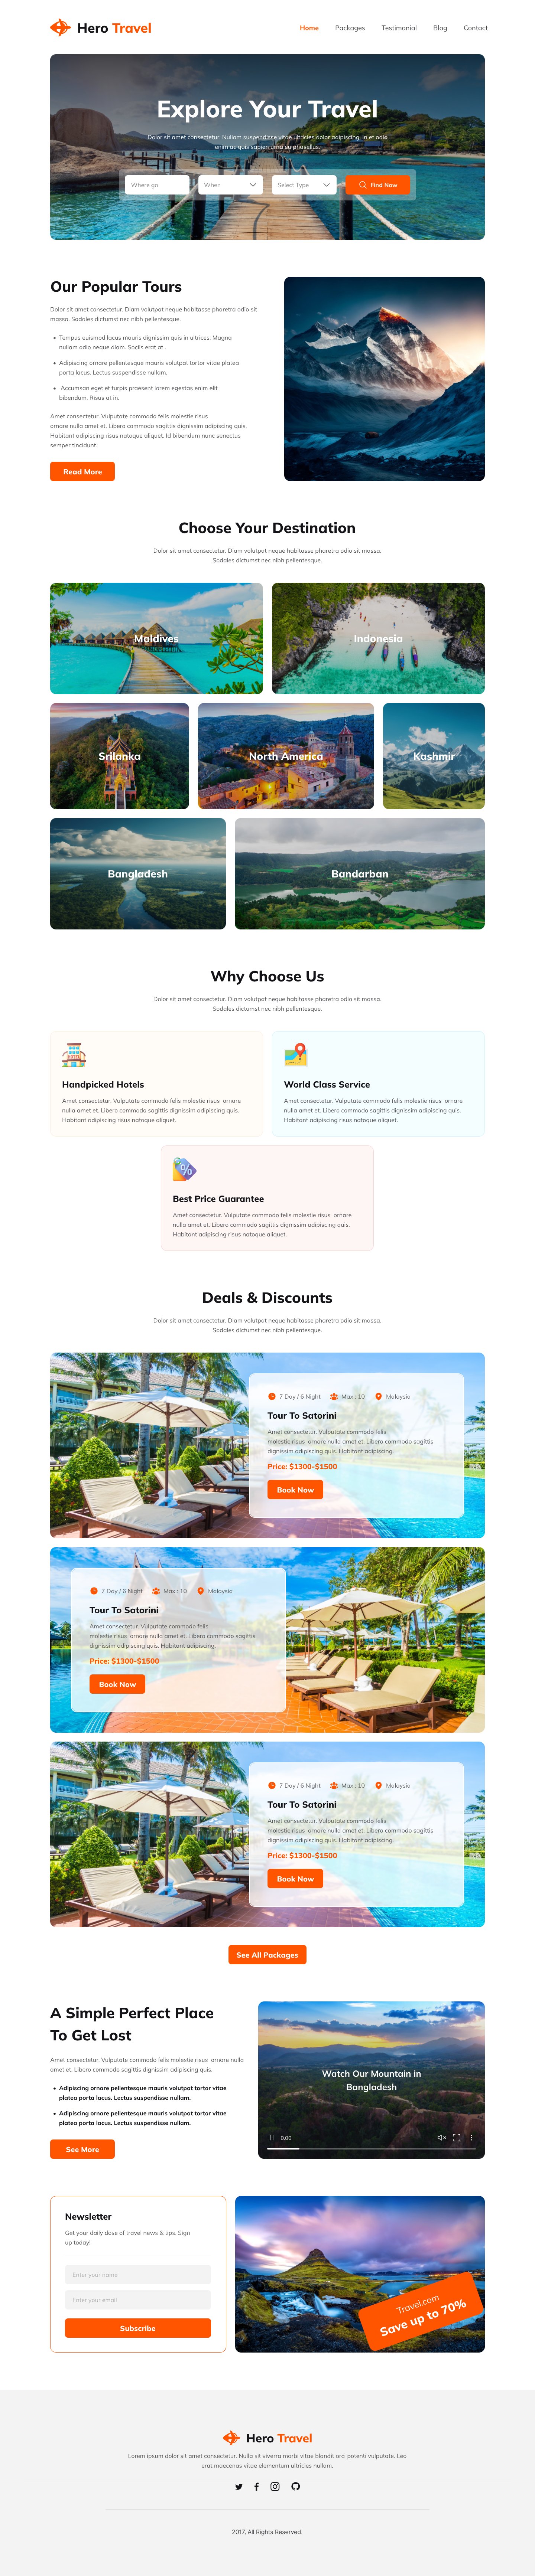 Hero Travel
Home
Packages
Testimonial
Blog
Contact
Explore Your Travel
Dolor sit amet consectetur. Nullam suspendisse vitae ultricies dolor adipiscing. In et odio
enim ac quis sapien urna eu phasellus.
Where go
When
Select Type
Find Now
Our Popular Tours
Dolor sit amet consectetur. Diam volutpat neque habitasse pharetra odio sit
massa. Sodales dictumst nec nibh pellentesque.
• Tempus euismod lacus mauris dignissim quis in ultrices. Magna
nullam odio neque diam. Sociis erat at .
• Adipiscing ornare pellentesque mauris volutpat tortor vitae platea
porta lacus. Lectus suspendisse nullam.
• Accumsan eget et turpis praesent lorem egestas enim elit
bibendum. Risus at in.
Amet consectetur. Vulputate commodo felis molestie risus
ornare nulla amet et. Libero commodo sagittis dignissim adipiscing quis.
Habitant adipiscing risus natoque aliquet. Id bibendum nunc senectus
semper tincidunt.
Read More
Choose Your Destination
Dolor sit amet consectetur. Diam volutpat neque habitasse pharetra odio sit massa.
Sodales dictumst nec nibh pellentesque.
Maldives
Indonesia
Srilanka
North America
Kashmir
Bangladesh
Bandarban
Why Choose Us
Dolor sit amet consectetur. Diam volutpat neque habitasse pharetra odio sit massa.
Sodales dictumst nec nibh pellentesque.
Handpicked Hotels
Amet consectetur. Vulputate commodo felis molestie risus ornare
nulla amet et. Libero commodo sagittis dignissim adipiscing quis.
Habitant adipiscing risus natoque aliquet.
World Class Service
Amet consectetur. Vulputate commodo felis molestie risus ornare
nulla amet et. Libero commodo sagittis dignissim adipiscing quis.
Habitant adipiscing risus natoque aliquet.
Best Price Guarantee
Amet consectetur. Vulputate commodo felis molestie risus ornare
nulla amet et. Libero commodo sagittis dignissim adipiscing quis.
Habitant adipiscing risus natoque aliquet.
Deals & Discounts
Dolor sit amet consectetur. Diam volutpat neque habitasse pharetra odio sit massa.
Sodales dictumst nec nibh pellentesque.
7 Day / 6 Night
Max : 10
Malaysia
Tour To Satorini
Amet consectetur. Vulputate commodo felis
molestie risus ornare nulla amet et. Libero commodo sagittis
dignissim adipiscing quis. Habitant adipiscing.
Price: $1300-$1500
Book Now
7 Day / 6 Night
Max : 10
Malaysia
Tour To Satorini
Amet consectetur. Vulputate commodo felis
molestie risus ornare nulla amet et. Libero commodo sagittis
dignissim adipiscing quis. Habitant adipiscing.
Price: $1300-$1500
Book Now
7 Day / 6 Night
Max : 10
Malaysia
Tour To Satorini
Amet consectetur. Vulputate commodo felis
molestie risus ornare nulla amet et. Libero commodo sagittis
dignissim adipiscing quis. Habitant adipiscing.
Price: $1300-$1500
Book Now
See All Packages
A Simple Perfect Place
To Get Lost
Amet consectetur. Vulputate commodo felis molestie risus ornare nulla
amet et. Libero commodo sagittis dignissim adipiscing quis.
• Adipiscing ornare pellentesque mauris volutpat tortor vitae
platea porta lacus. Lectus suspendisse nullam.
• Adipiscing ornare pellentesque mauris volutpat tortor vitae
platea porta lacus. Lectus suspendisse nullam.
See More
Watch Our Mountain in
Bangladesh
0.00
Newsletter
Get your daily dose of travel news & tips. Sign
up today!
Enter your name
Enter your email
Subscribe
Travel.com
Save up to 70%
Hero Travel
Lorem ipsum dolor sit amet consectetur. Nulla sit viverra morbi vitae blandit orci potenti vulputate. Leo
erat maecenas vitae elementum ultricies nullam.
2017, All Rights Reserved.